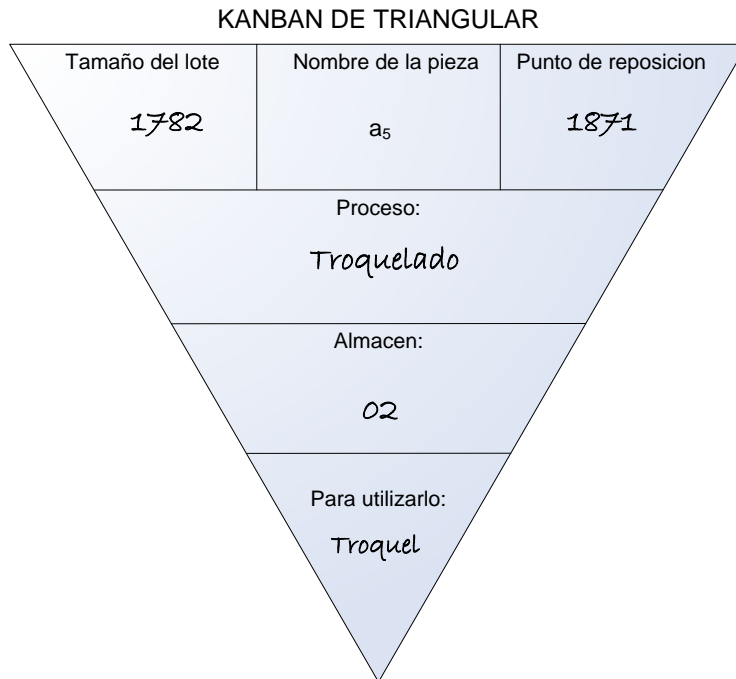 KANBAN DE TRIANGULAR
Tamaño del lote
Nombre de la pieza
Punto de reposicion
1782
a₅
1871
Proceso:
Troquelado
Almacen:
02
Para utilizarlo:
Troquel